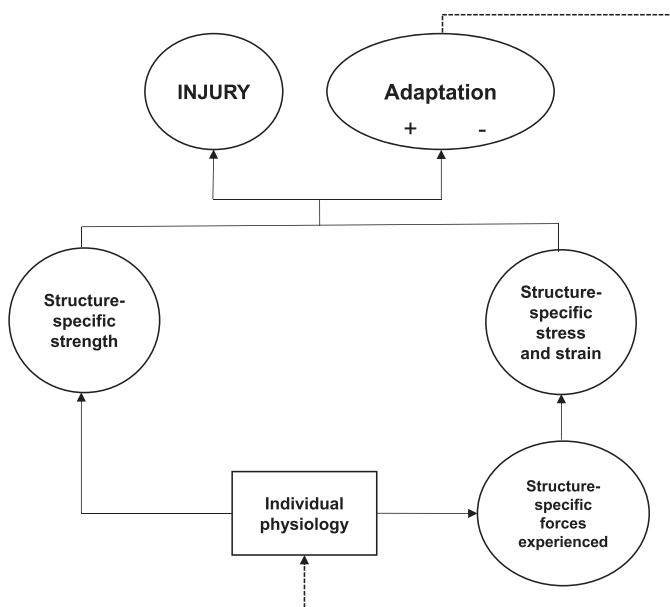 INJURY
Adaptation
+ -
Structure-
specific
strength
Structure-
specific
stress
and strain
Individual
physiology
Structure-
specific
forces
experienced